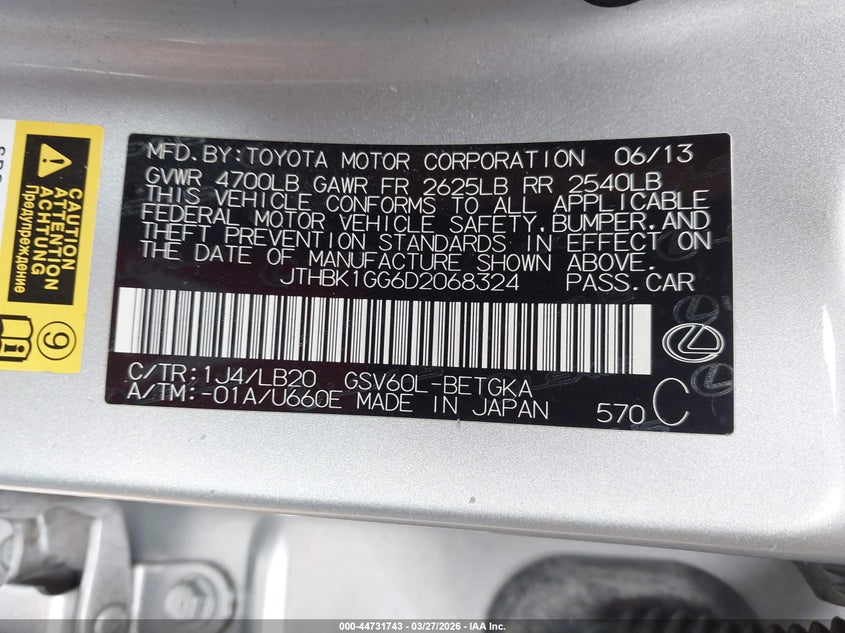 MFD.BY:TOYOTA MOTOR CORPORATION 06/13
GVWR 4700LB GAWR FR 2625LB RR 2540LB
THIS VEHICLE CONFORMS TO ALL APPLICABLE
FEDERAL MOTOR VEHICLE SAFETY,BUMPER,AND
THEFT PREVENTION STANDARDS IN EFFECT ON
THE DATE OF MANUFACTURE SHOWN ABOVE.
JTHBK1GG6D2068324 PASS.CAR
C/TR:1J4/LB20 GSV60L-BETGKA
A/TM:-01A/U660E MADE IN JAPAN
570 C
CAUTION
ATTENTION
ACHTUNG
Предупреждение
9
000-44731743 - 03/27/2026 - IAA Inc.